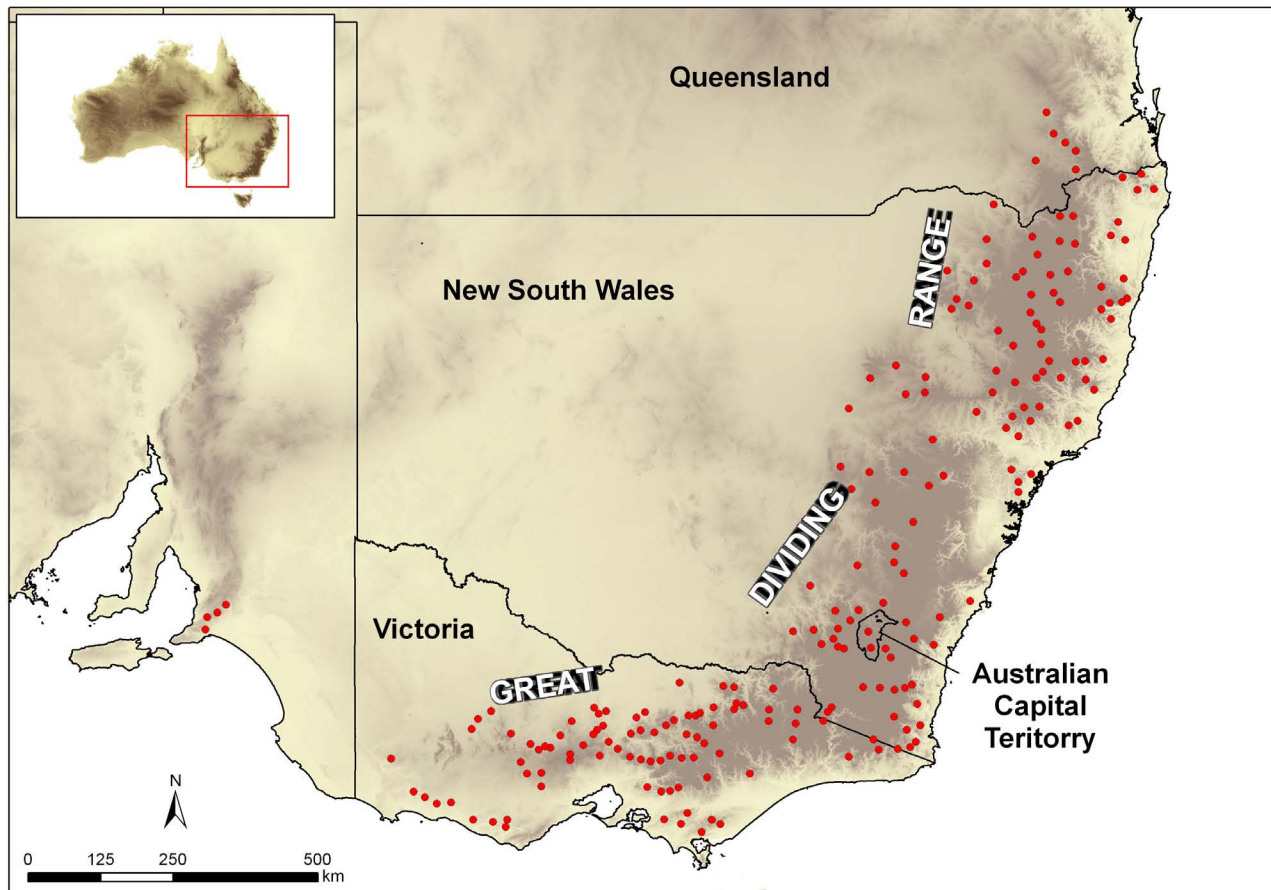 Queensland
New South Wales
RANGE
DIVIDING
Victoria
GREAT
Australian
Capital
Teritorry
N
0 125 250 500
km